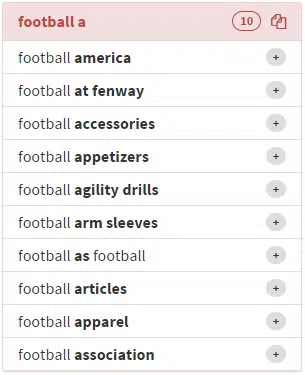 football a 10
football america +
football at fenway +
football accessories +
football appetizers +
football agility drills +
football arm sleeves +
football as football +
football articles +
football apparel +
football association +